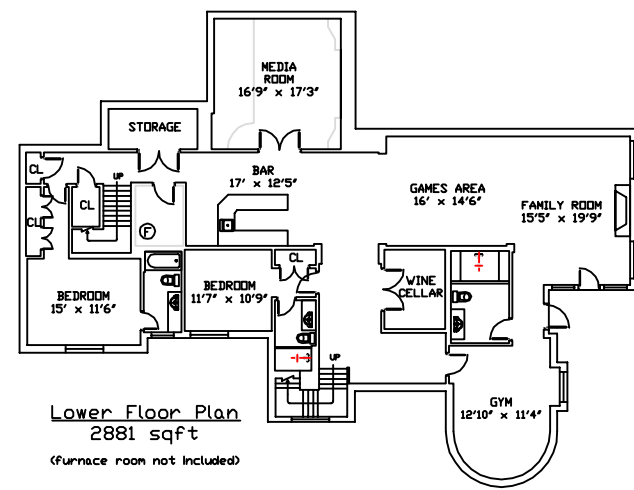 MEDIA
ROOM
16'9" x 17'3"
STORAGE
CL
UP
BAR
17' x 12'5"
CL
CL
GAMES AREA
16' x 14'6"
FAMILY ROOM
15'5" x 19'9"
F
CL
WINE
CELLAR
BEDROOM
15' x 11'6"
BEDROOM
11'7" x 10'9"
UP
GYM
12'10" x 11'4"
Lower Floor Plan
2881 sqft
(furnace room not included)